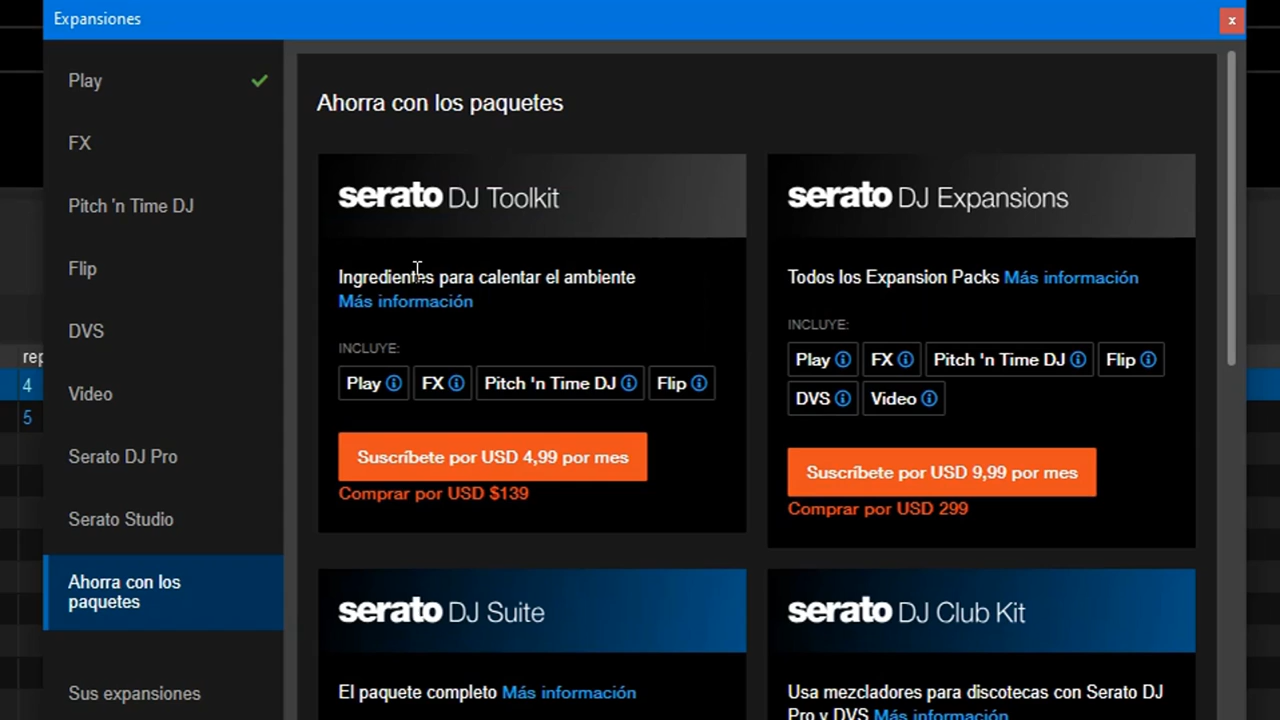 Expansiones
x
Play
FX
Pitch 'n Time DJ
Flip
DVS
Video
Serato DJ Pro
Serato Studio
Ahorra con los
paquetes
Sus expansiones
rep
4
5
Ahorra con los paquetes
serato DJ Toolkit
Ingredientes para calentar el ambiente
Más información
INCLUYE:
Play FX Pitch 'n Time DJ Flip
Suscríbete por USD 4,99 por mes
Comprar por USD $139
serato DJ Expansions
Todos los Expansion Packs Más información
INCLUYE:
Play FX Pitch 'n Time DJ Flip
DVS Video
Suscríbete por USD 9,99 por mes
Comprar por USD 299
serato DJ Suite
El paquete completo Más información
serato DJ Club Kit
Usa mezcladores para discotecas con Serato DJ
Pro y DVS Más información